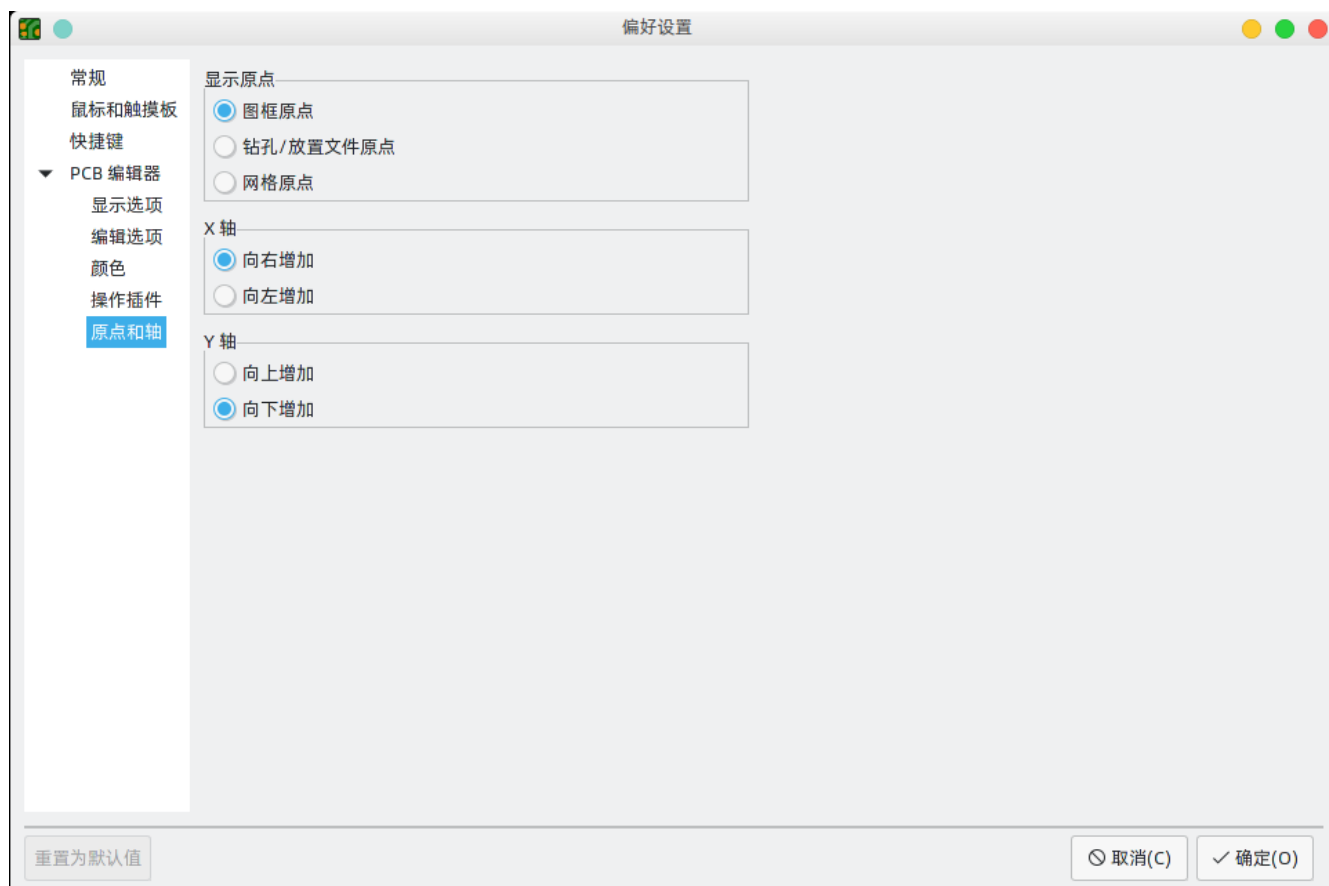 偏好设置
常规
鼠标和触摸板
快捷键
PCB 编辑器
显示选项
编辑选项
颜色
操作插件
原点和轴
显示原点
图框原点
钻孔/放置文件原点
网格原点
X 轴
向右增加
向左增加
Y 轴
向上增加
向下增加
重置为默认值
取消(C)
确定(O)